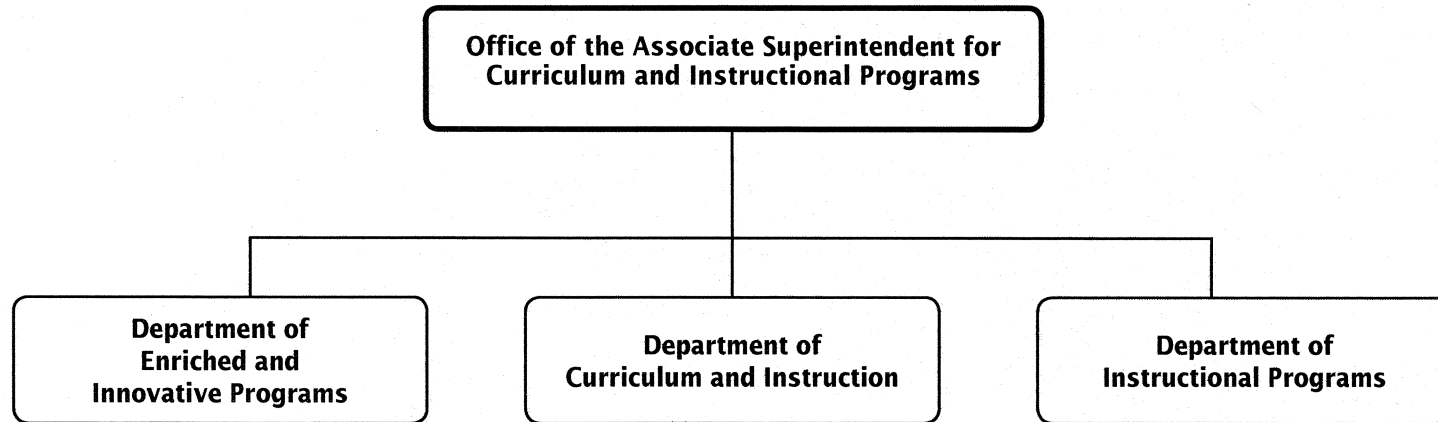 Office of the Associate Superintendent for
Curriculum and Instructional Programs
Department of
Enriched and
Innovative Programs
Department of
Curriculum and Instruction
Department of
Instructional Programs